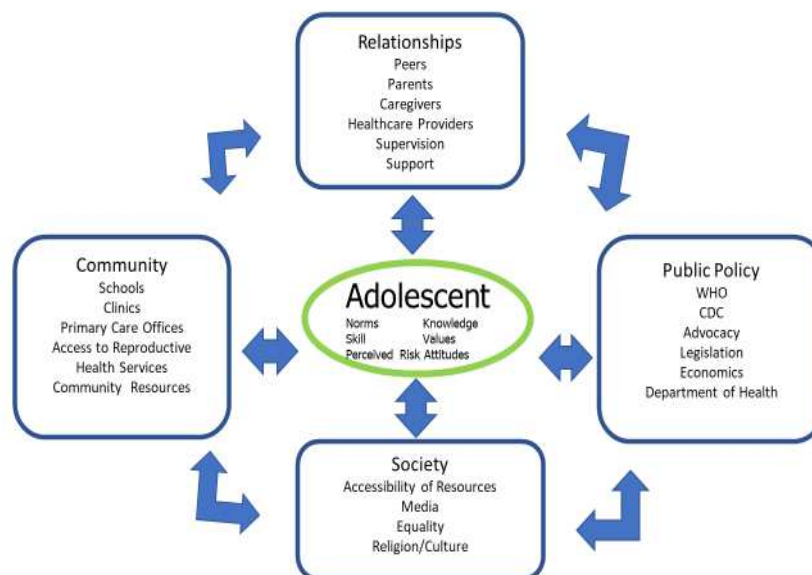 Relationships
Peers
Parents
Caregivers
Healthcare Providers
Supervision
Support
Community
Schools
Clinics
Primary Care Offices
Access to Reproductive
Health Services
Community Resources
Adolescent
Norms Knowledge
Skill Values
Perceived Risk Attitudes
Public Policy
WHO
CDC
Advocacy
Legislation
Economics
Department of Health
Society
Accessibility of Resources
Media
Equality
Religion/Culture